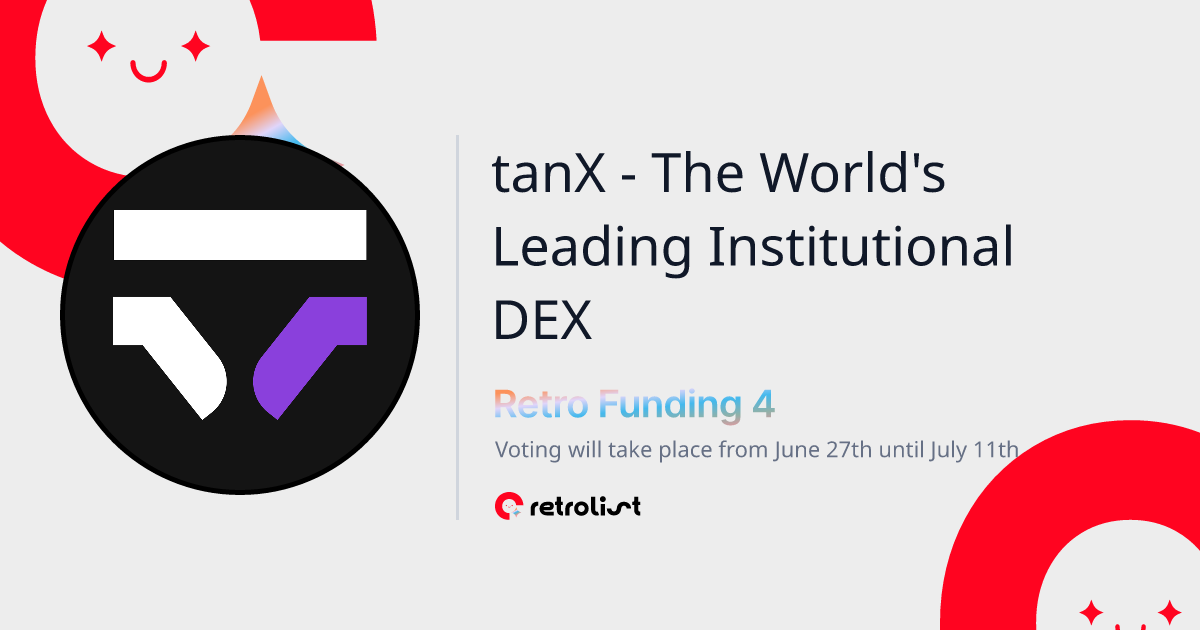 tanX - The World's
Leading Institutional
DEX
Retro Funding 4
Voting will take place from June 27th until July 11th
retrolist